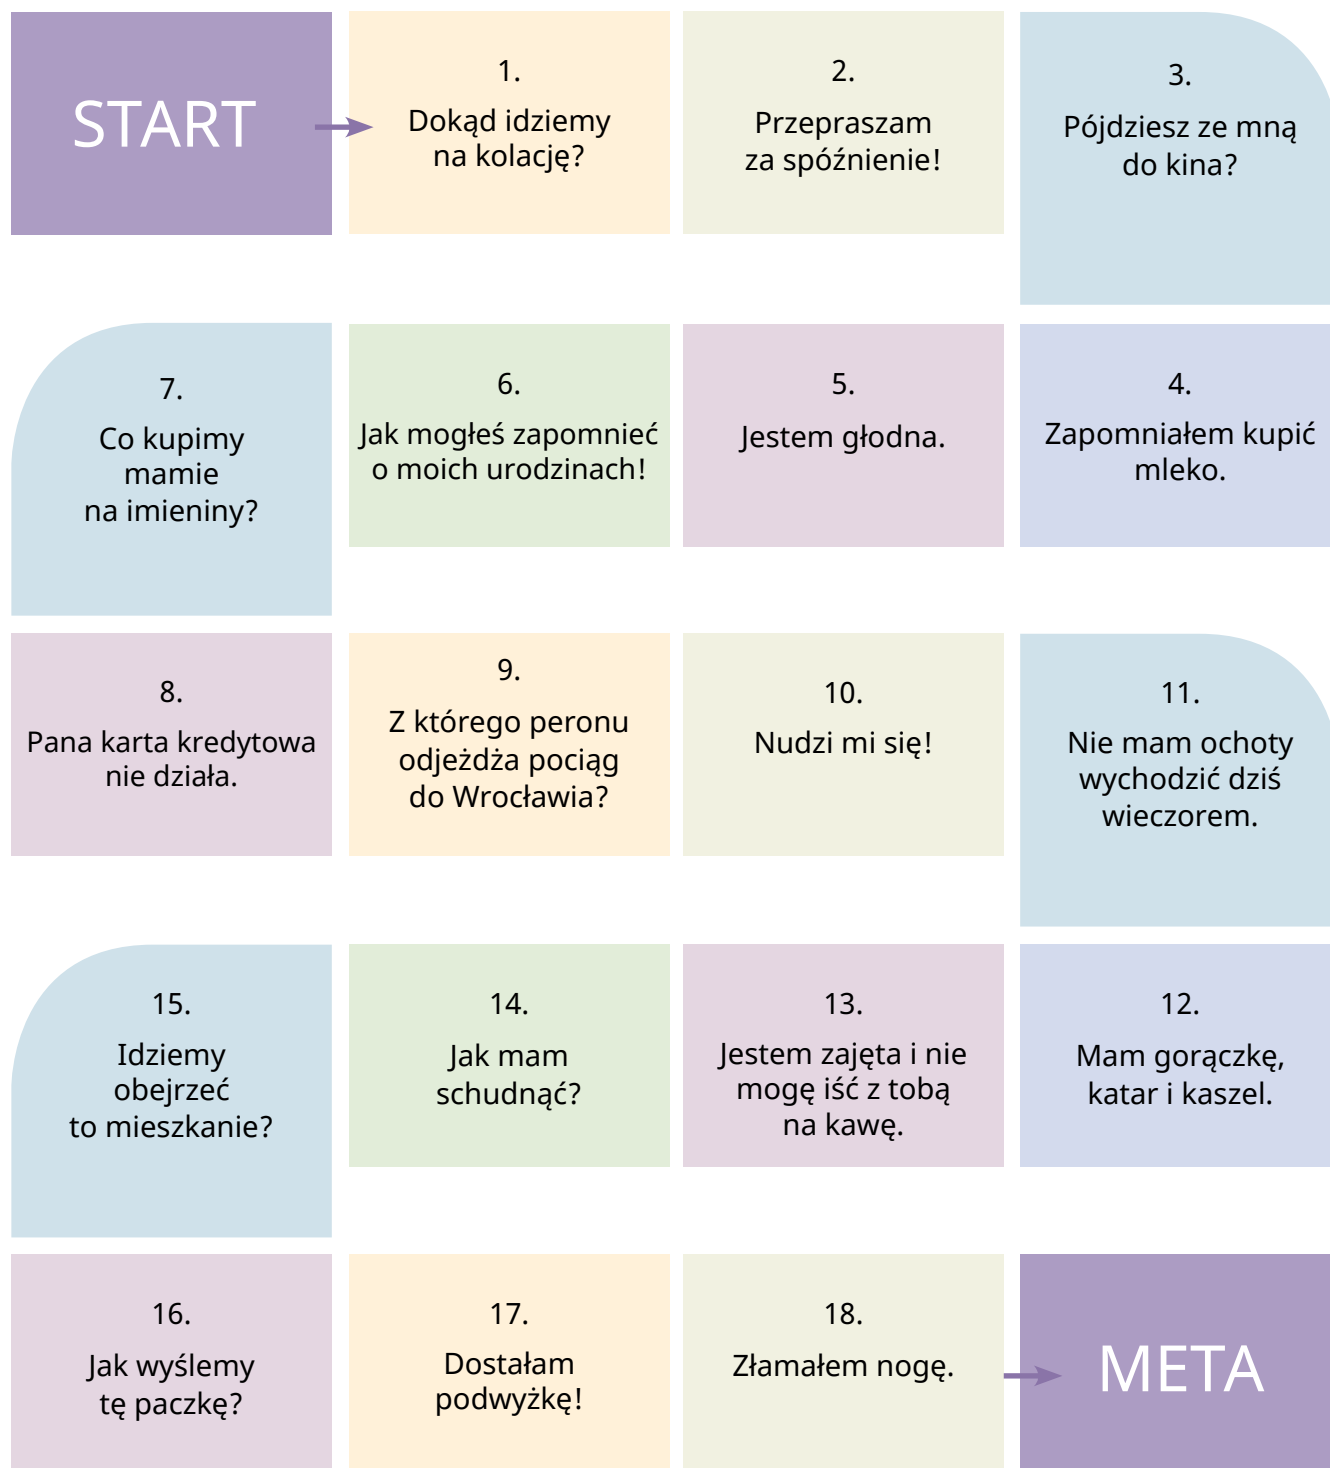 START
1.
Dokąd idziemy
na kolację?
2.
Przepraszam
za spóźnienie!
3.
Pójdziesz ze mną
do kina?
4.
Zapomniałem kupić
mleko.
5.
Jestem głodna.
6.
Jak mogłeś zapomnieć
o moich urodzinach!
7.
Co kupimy
mamie
na imieniny?
8.
Pana karta kredytowa
nie działa.
9.
Z którego peronu
odjeżdża pociąg
do Wrocławia?
10.
Nudzi mi się!
11.
Nie mam ochoty
wychodzić dziś
wieczorem.
12.
Mam gorączkę,
katar i kaszel.
13.
Jestem zajęta i nie
mogę iść z tobą
na kawę.
14.
Jak mam
schudnąć?
15.
Idziemy
obejrzeć
to mieszkanie?
16.
Jak wyślemy
tę paczkę?
17.
Dostałam
podwyżkę!
18.
Złamałem nogę.
META